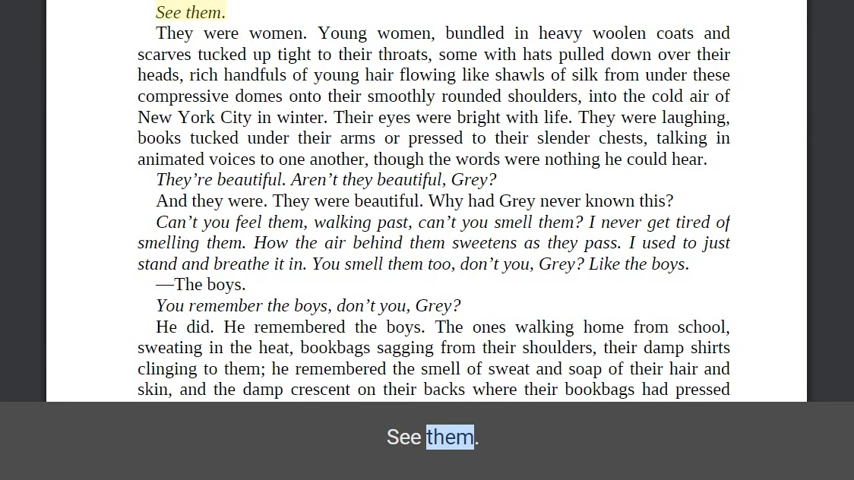 See them.
They were women. Young women, bundled in heavy woolen coats and
scarves tucked up tight to their throats, some with hats pulled down over their
heads, rich handfuls of young hair flowing like shawls of silk from under these
compressive domes onto their smoothly rounded shoulders, into the cold air of
New York City in winter. Their eyes were bright with life. They were laughing,
books tucked under their arms or pressed to their slender chests, talking in
animated voices to one another, though the words were nothing he could hear.
They’re beautiful. Aren’t they beautiful, Grey?
And they were. They were beautiful. Why had Grey never known this?
Can’t you feel them, walking past, can’t you smell them? I never get tired of
smelling them. How the air behind them sweetens as they pass. I used to just
stand and breathe it in. You smell them too, don’t you, Grey? Like the boys.
—The boys.
You remember the boys, don’t you, Grey?
He did. He remembered the boys. The ones walking home from school,
sweating in the heat, bookbags sagging from their shoulders, their damp shirts
clinging to them; he remembered the smell of sweat and soap of their hair and
skin, and the damp crescent on their backs where their bookbags had pressed
See them.